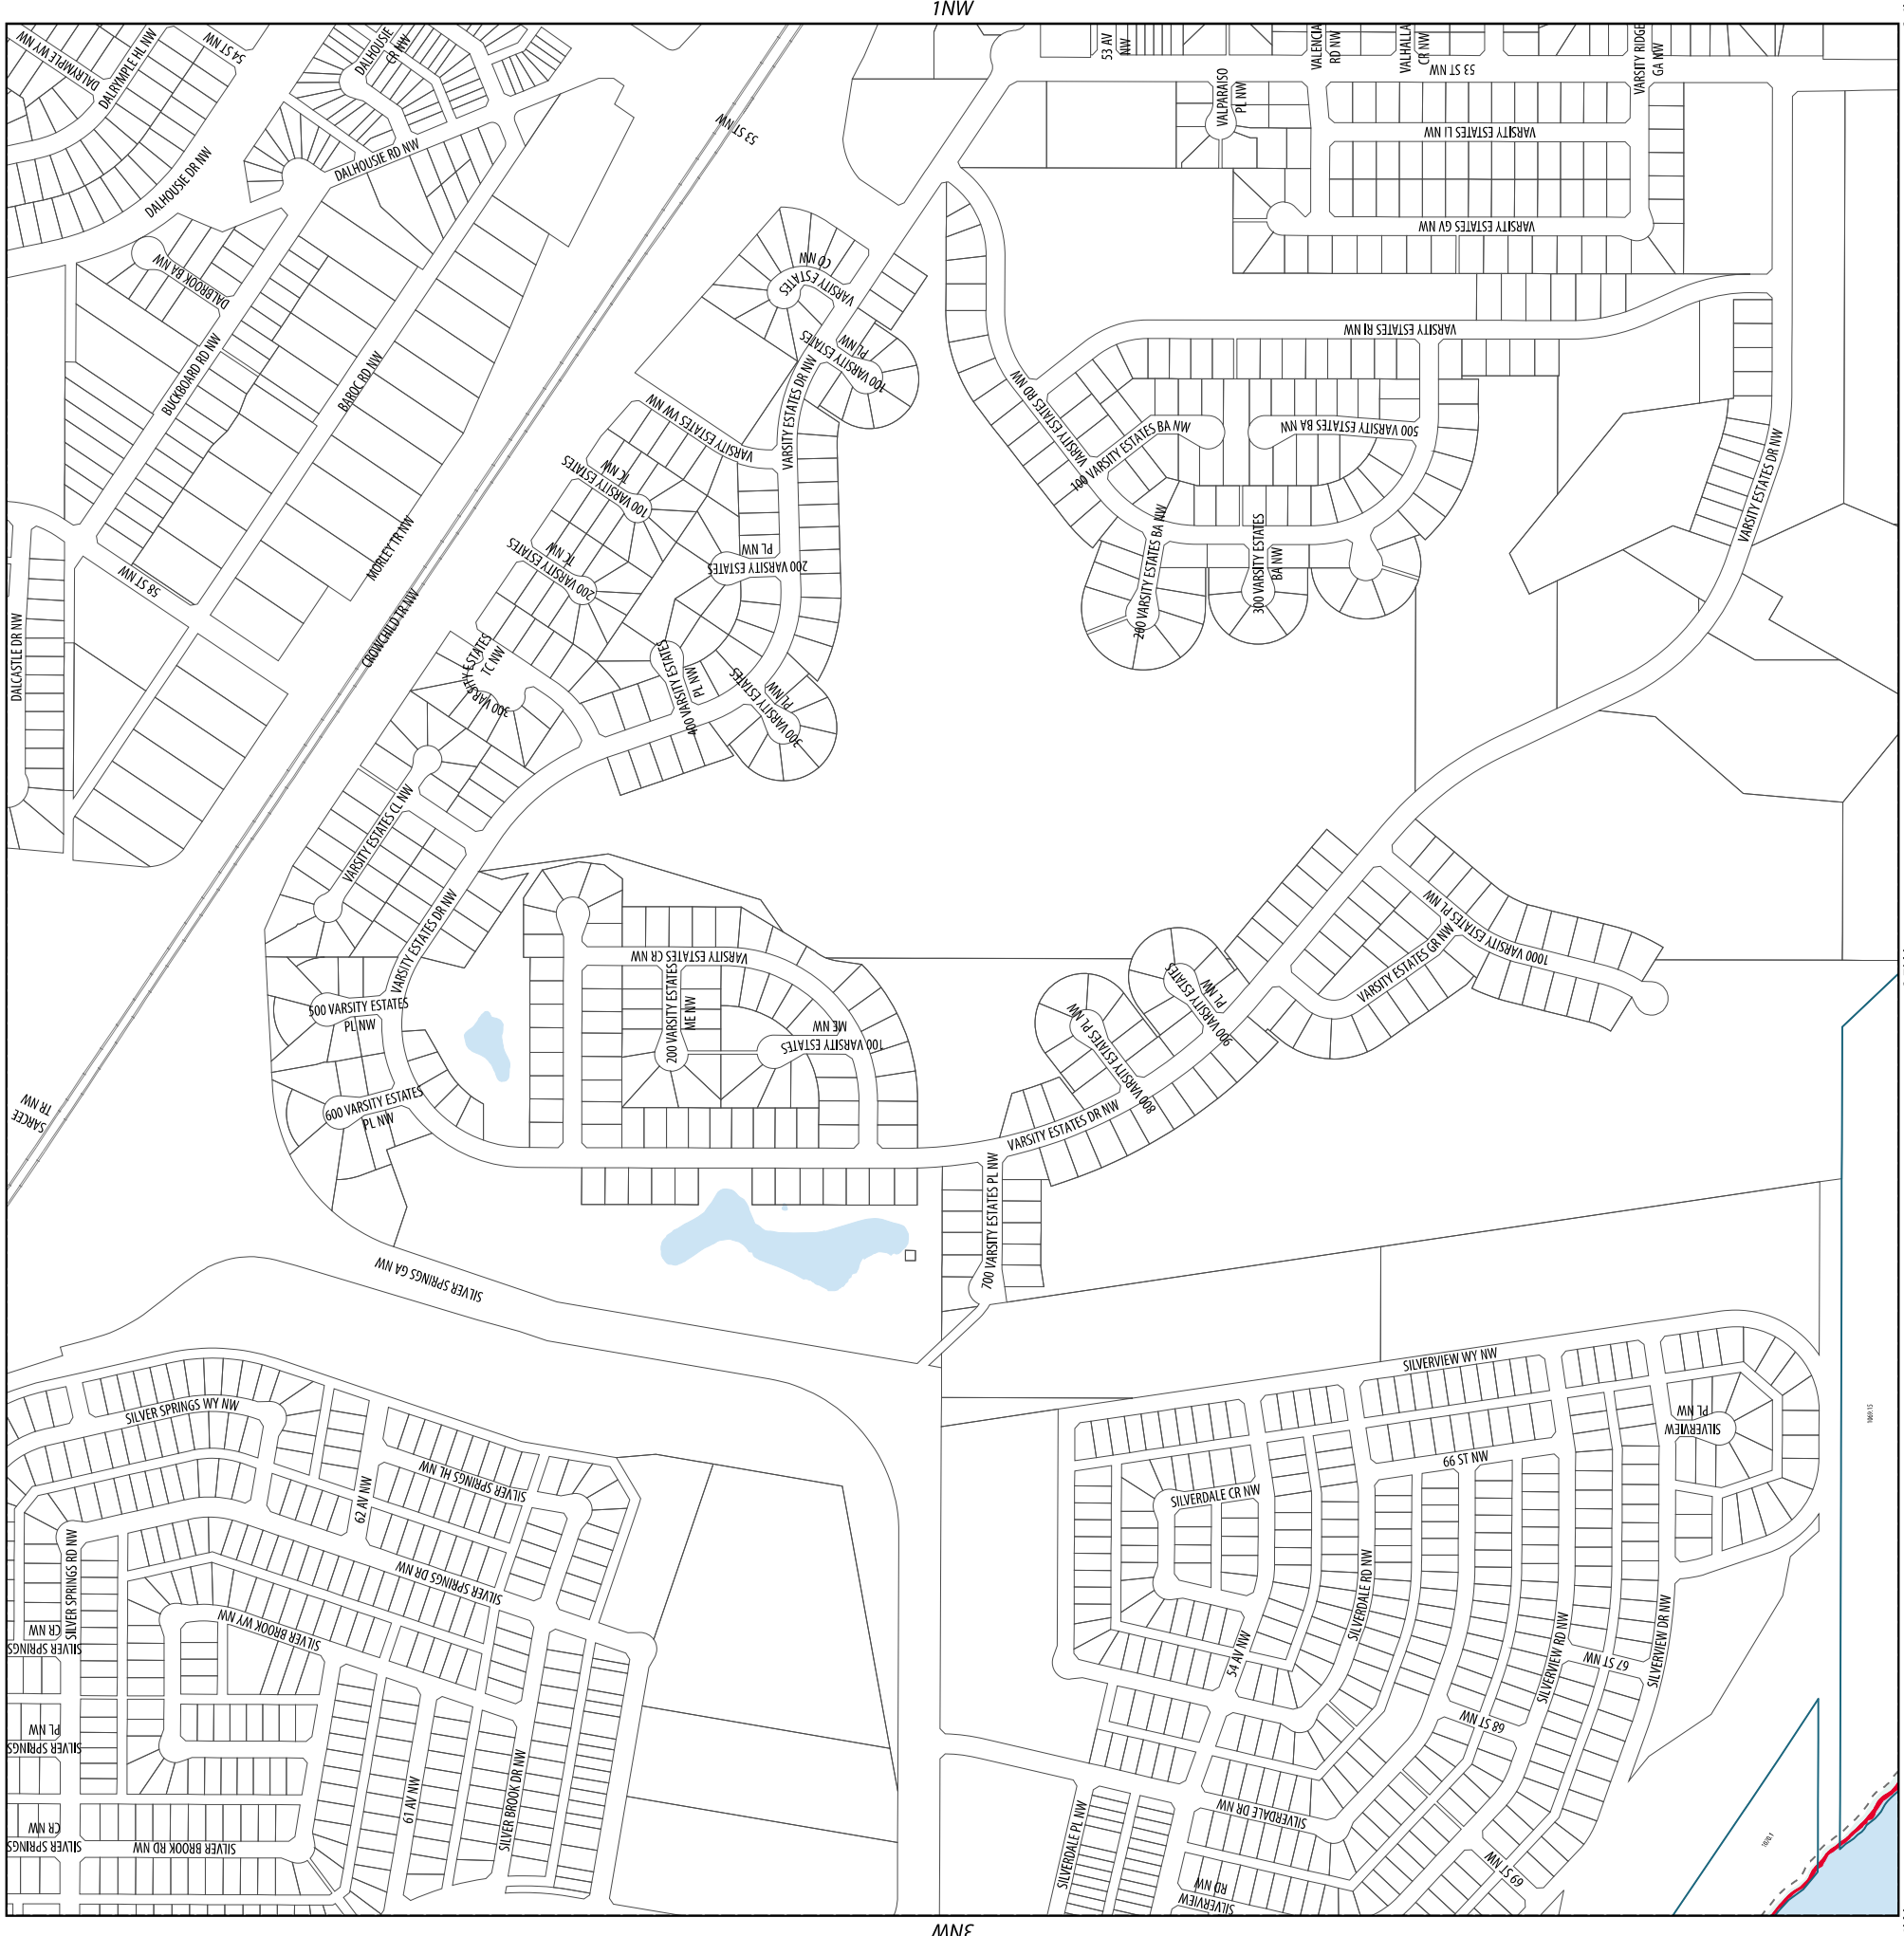 1NW
DALRYMPLE WY NW
DALRYMPLE HL NW
54 ST NW
DALHOUSIE
CR NW
53 AV
NW
VALENCIA
RD NW
VALHALLA
CR NW
53 ST NW
VARSITY RIDGE
GA NW
VALPARAISO
PL NW
VARSITY ESTATES LI NW
53 ST NW
DALHOUSIE RD NW
DALHOUSIE DR NW
VARSITY ESTATES GV NW
DALBROOK BA NW
VARSITY ESTATES
CO NW
VARSITY ESTATES RI NW
BUCKBOARD RD NW
BAROC RD NW
100 VARSITY ESTATES
PL NW
VARSITY ESTATES DR NW
VARSITY ESTATES VW NW
VARSITY ESTATES RD NW
100 VARSITY ESTATES BA NW
500 VARSITY ESTATES BA NW
VARSITY ESTATES DR NW
100 VARSITY ESTATES
TC NW
MORLEY TR NW
200 VARSITY ESTATES
TC NW
200 VARSITY ESTATES
PL NW
200 VARSITY ESTATES BA NW
300 VARSITY ESTATES
BA NW
58 ST NW
DALCASTLE DR NW
CROWCHILD TR NW
300 VARSITY ESTATES
TC NW
400 VARSITY ESTATES
PL NW
300 VARSITY ESTATES
PL NW
VARSITY ESTATES CL NW
VARSITY ESTATES DR NW
VARSITY ESTATES CR NW
1000 VARSITY ESTATES PL NW
VARSITY ESTATES GR NW
500 VARSITY ESTATES
PL NW
200 VARSITY ESTATES
ME NW
100 VARSITY ESTATES
ME NW
900 VARSITY ESTATES
PL NW
800 VARSITY ESTATES PL NW
600 VARSITY ESTATES
PL NW
SARCEE
TR NW
VARSITY ESTATES DR NW
700 VARSITY ESTATES PL NW
SILVER SPRINGS GA NW
SILVERVIEW WY NW
SILVER SPRINGS WY NW
SILVERVIEW
PL NW
1069.15
66 ST NW
SILVER SPRINGS HL NW
62 AV NW
SILVERDALE CR NW
SILVER SPRINGS RD NW
SILVER SPRINGS DR NW
SILVERDALE RD NW
SILVER BROOK WY NW
SILVER SPRINGS
CR NW
54 AV NW
SILVERVIEW RD NW
67 ST NW
SILVERVIEW DR NW
SILVER SPRINGS
PL NW
68 ST NW
61 AV NW
SILVER BROOK DR NW
SILVERDALE PL NW
SILVERDALE DR NW
SILVER SPRINGS
CR NW
SILVER BROOK RD NW
69 ST NW
SILVERVIEW
RD NW
3NW